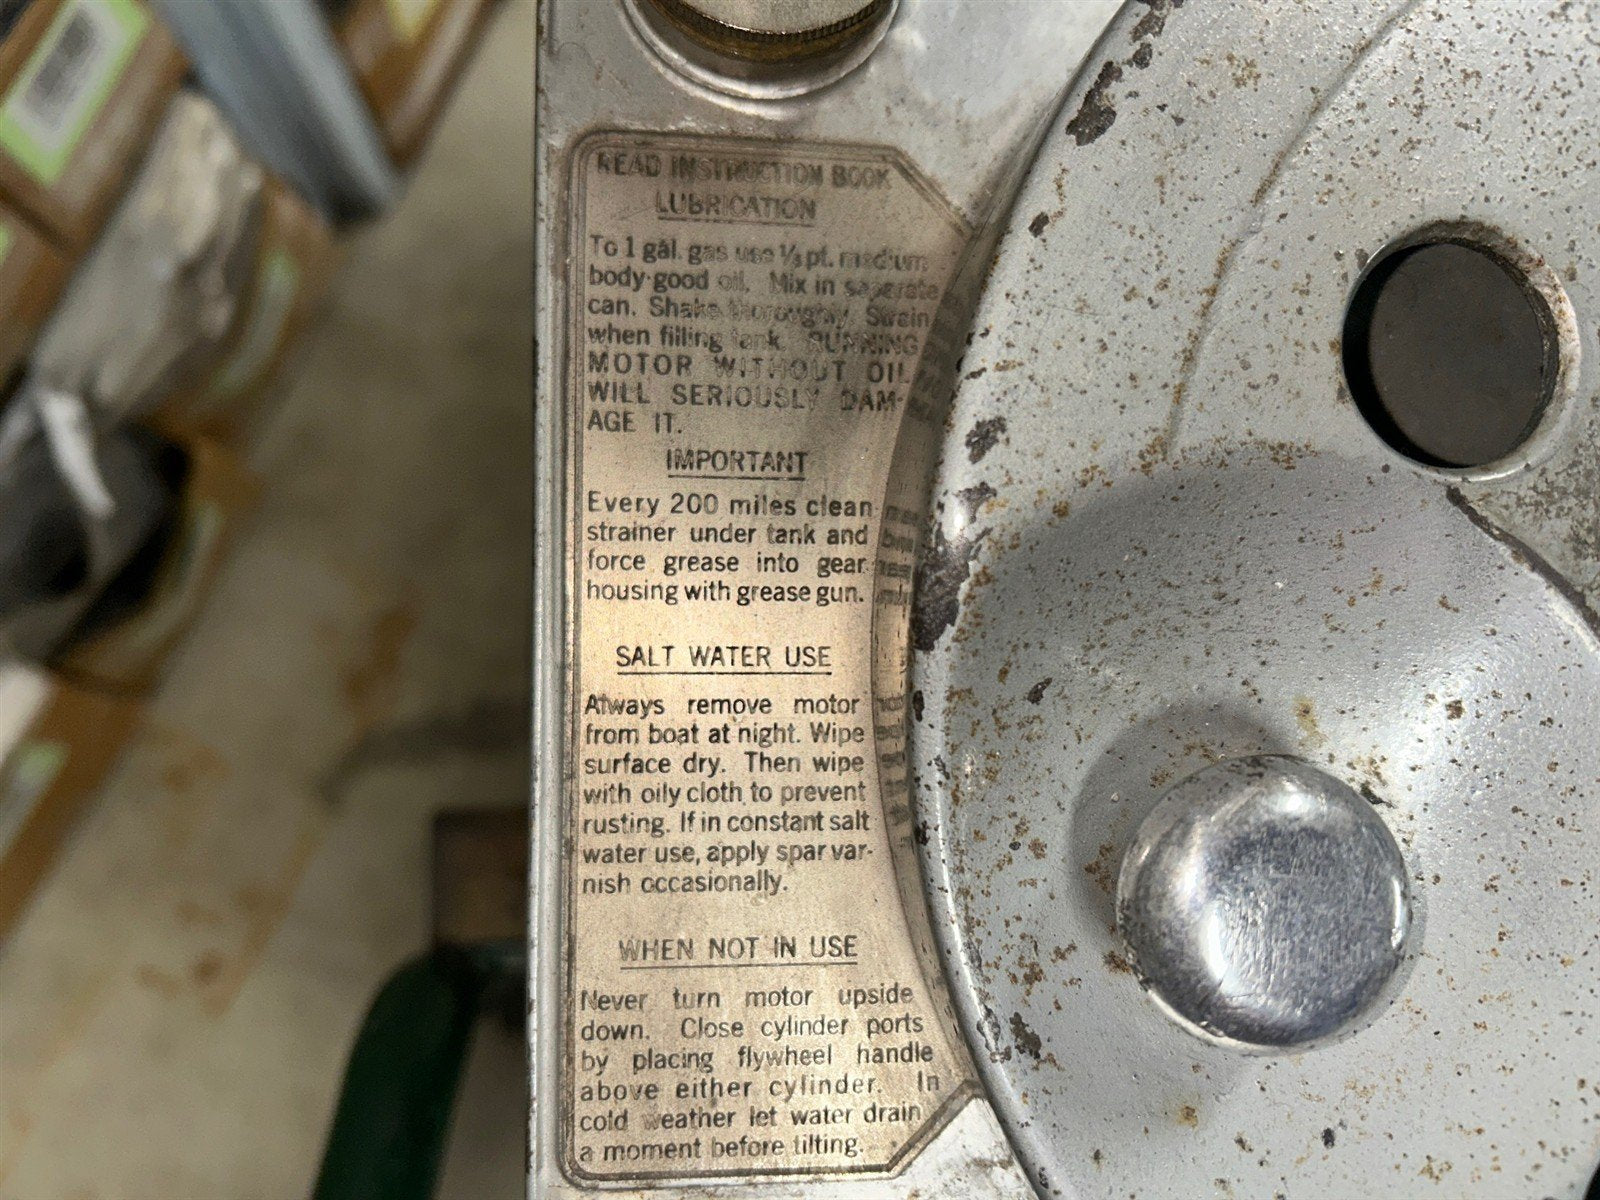 READ INSTRUCTION BOOK
LUBRICATION
To 1 gal. gas use ⅓ pt. medium
body good oil. Mix in separate
can. Shake thoroughly. Strain
when filling tank. RUNNING
MOTOR WITHOUT OIL
WILL SERIOUSLY DAM-
AGE IT.
IMPORTANT
Every 200 miles clean
strainer under tank and
force grease into gear
housing with grease gun.
SALT WATER USE
Always remove motor
from boat at night. Wipe
surface dry. Then wipe
with oily cloth to prevent
rusting. If in constant salt
water use, apply spar var-
nish occasionally.
WHEN NOT IN USE
Never turn motor upside
down. Close cylinder ports
by placing flywheel handle
above either cylinder. In
cold weather let water drain
a moment before tilting.